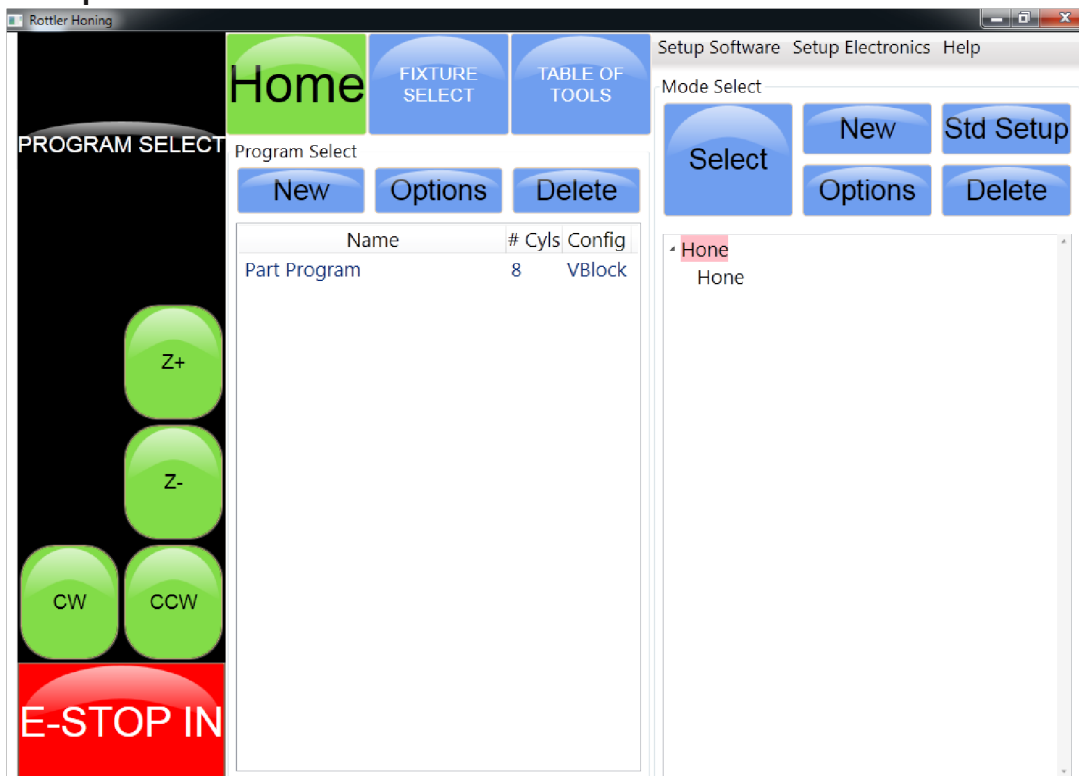 Rottler Honing
PROGRAM SELECT
Z+
Z-
CW CCW
E-STOP IN
Home FIXTURE SELECT TABLE OF TOOLS
Program Select
New Options Delete
Name # Cyls Config
Part Program 8 VBlock
Setup Software Setup Electronics Help
Mode Select
Select New Std Setup
Options Delete
Hone
Hone